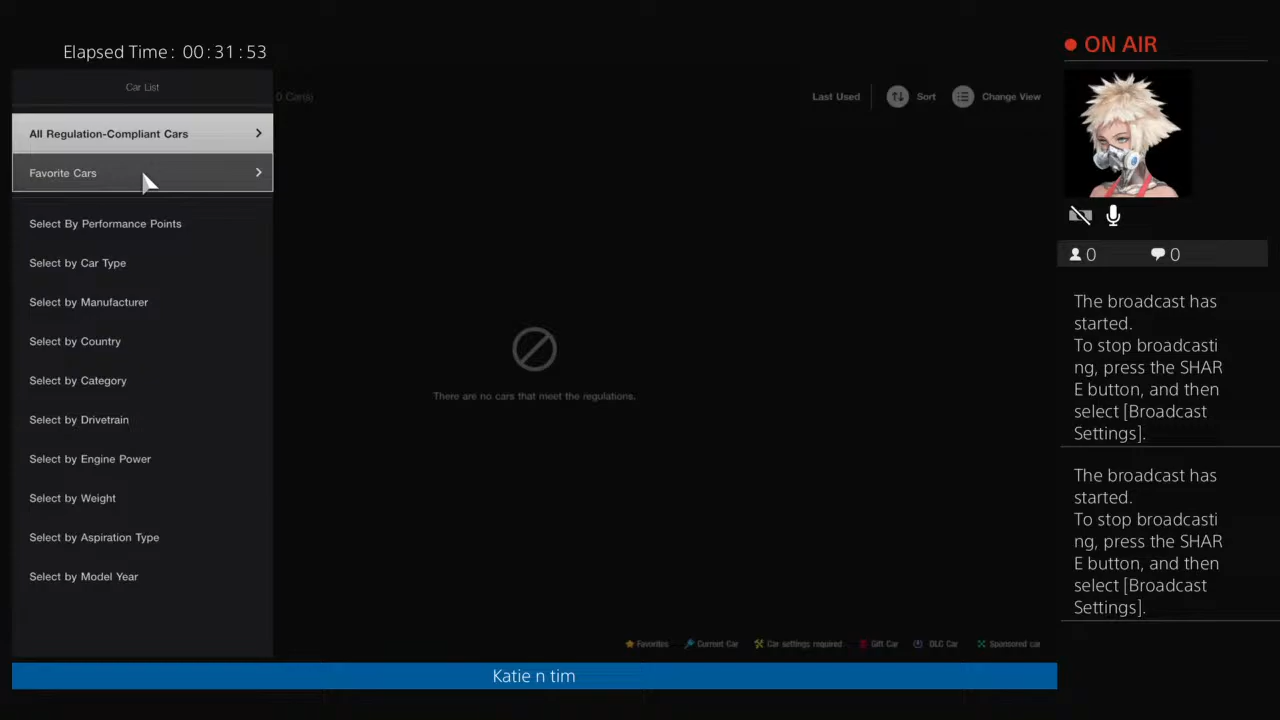 Elapsed Time: 00:31:53
ON AIR
Car List
0 Car(s)
Last Used
Sort
Change View
All Regulation-Compliant Cars
Favorite Cars
Select By Performance Points
Select by Car Type
Select by Manufacturer
Select by Country
Select by Category
Select by Drivetrain
Select by Engine Power
Select by Weight
Select by Aspiration Type
Select by Model Year
There are no cars that meet the regulations.
Favorites
Current Car
Car settings required
Gift Car
DLC Car
Sponsored car
Katie n tim
0
0
The broadcast has
started.
To stop broadcasti
ng, press the SHAR
E button, and then
select [Broadcast
Settings].
The broadcast has
started.
To stop broadcasti
ng, press the SHAR
E button, and then
select [Broadcast
Settings].